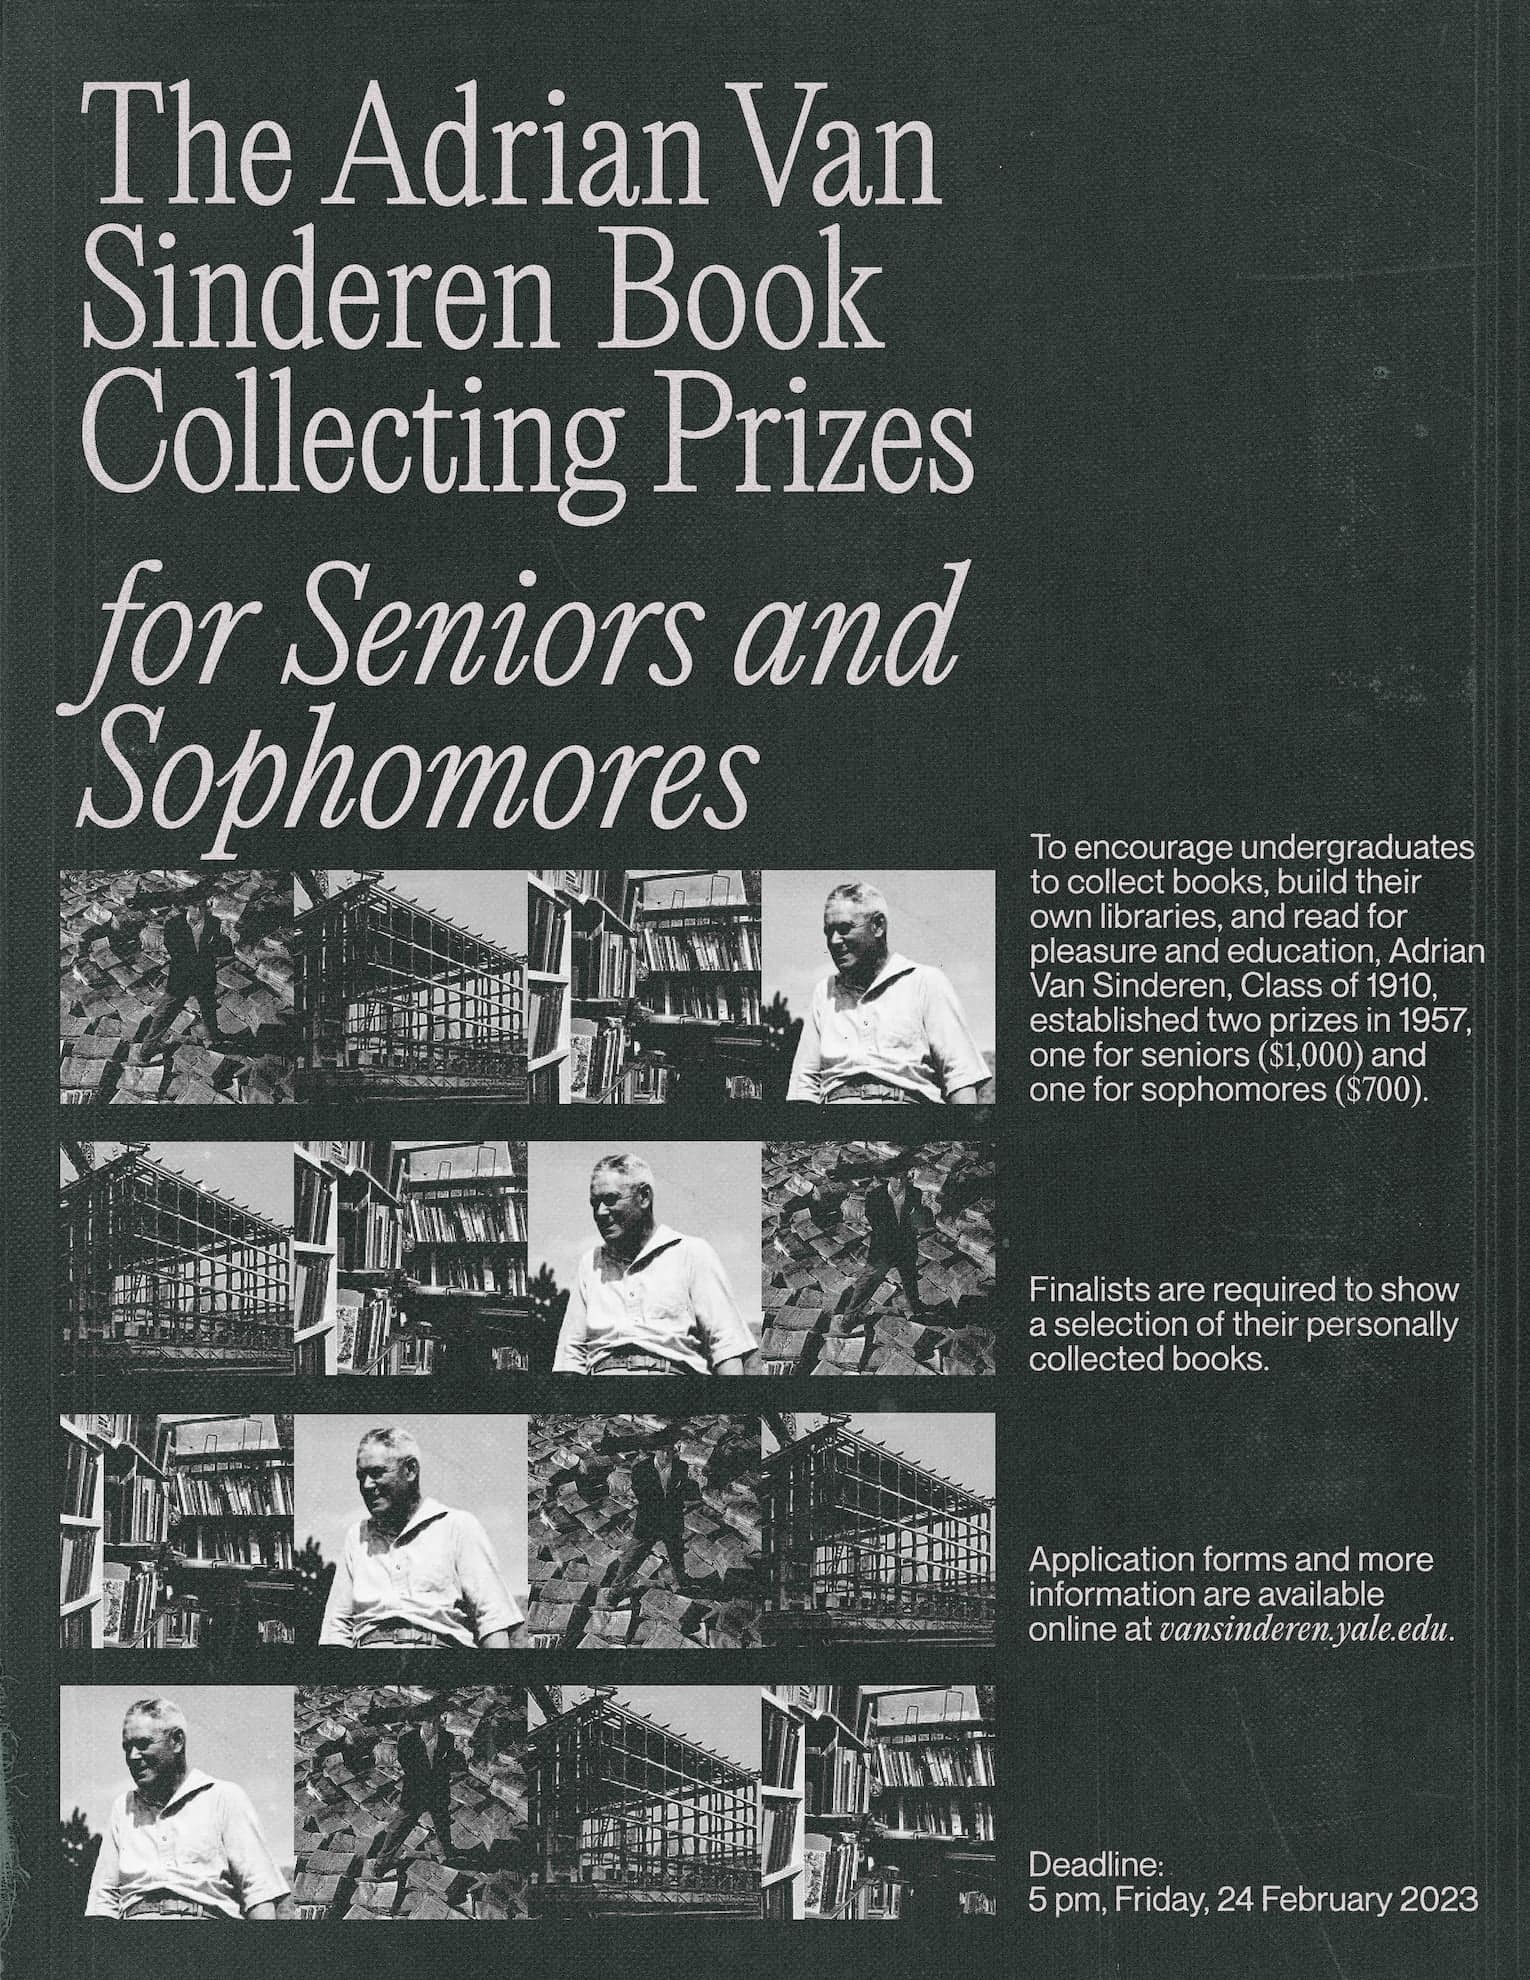 The Adrian Van
Sinderen Book
Collecting Prizes
for Seniors and
Sophomores
To encourage undergraduates
to collect books, build their
own libraries, and read for
pleasure and education, Adrian
Van Sinderen, Class of 1910,
established two prizes in 1957,
one for seniors ($1,000) and
one for sophomores ($700).
Finalists are required to show
a selection of their personally
collected books.
Application forms and more
information are available
online at vansinderen.yale.edu.
Deadline:
5 pm, Friday, 24 February 2023